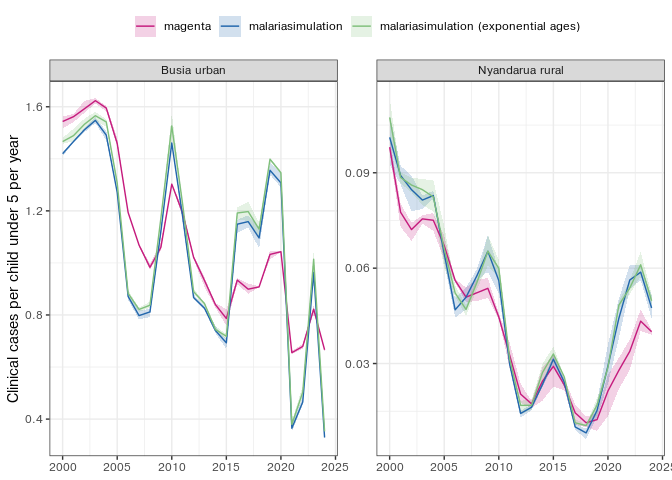 magenta malariasimulation malariasimulation (exponential ages)
Busia urban Nyandarua rural
Clinical cases per child under 5 per year
1.6
1.2
0.8
0.4
0.09
0.06
0.03
2000 2005 2010 2015 2020 2025
2000 2005 2010 2015 2020 2025